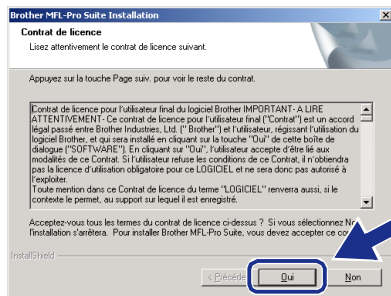 Brother MFL-Pro Suite Installation
Contrat de licence
Lisez attentivement le contrat de licence suivant.
Appuyez sur la touche Page suiv. pour voir le reste du contrat.
Contrat de licence pour l'utilisateur final du logiciel Brother IMPORTANT- A LIRE
ATTENTIVEMENT- Ce contrat de licence pour l'utilisateur final ("Contrat") est un accord
légal passé entre Brother Industries, Ltd. (" Brother") et l'utilisateur, régissant l'utilisation du
logiciel Brother, et qui sera installé en cliquant sur la touche "Oui" de cette boîte de
dialogue ("SOFTWARE"). En cliquant sur "Oui", l'utilisateur accepte d'être lié aux
modalités de ce Contrat. Si l'utilisateur refuse les conditions de ce Contrat, il n'obtiendra
pas la licence d'utilisation obligatoire pour ce LOGICIEL et ne sera donc pas autorisé à
l'exploiter.
Toute mention dans ce Contrat de licence du terme "LOGICIEL" renverra aussi, si le
contexte le permet, au support sur lequel il est enregistré.
Acceptez-vous tous les termes du contrat de licence ci-dessus ? Si vous sélectionnez
l'installation s'arrêtera. Pour installer Brother MFL-Pro Suite, vous devez accepter ce
InstallShield
< Précéde
Oui
Non